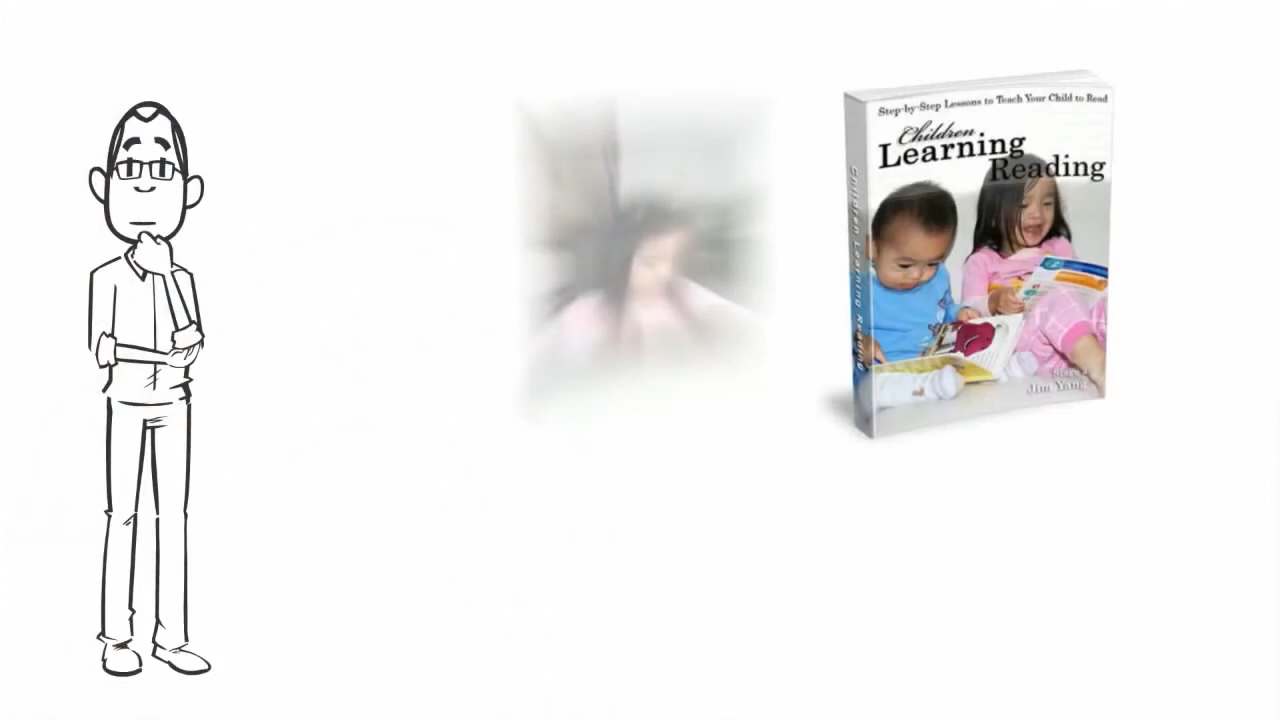 Step-by-Step Lessons to Teach Your Child to Read
Children
Learning
Reading
Children Learning Reading
Jim Yang